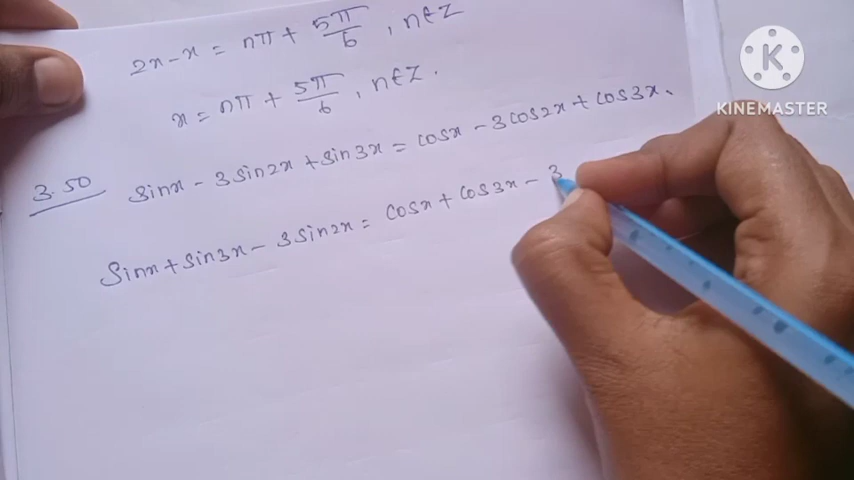 2x-x = nπ + 5π/6 , n∈Z
x = nπ + 5π/6 , n∈Z.
3.50 sinx - 3sin2x + sin3x = cosx - 3cos2x + cos3x.
Sinx + sin3x - 3sin2x = cosx + cos3x - 3
K
KINEMASTER